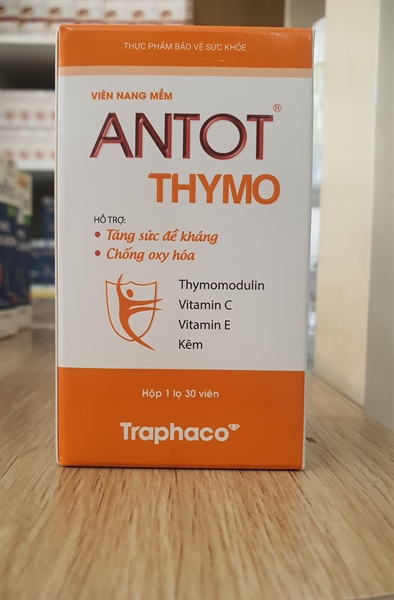 THỰC PHẨM BẢO VỆ SỨC KHỎE
VIÊN NANG MỀM
ANTOT®
THYMO
HỖ TRỢ:
• Tăng sức đề kháng
• Chống oxy hóa
Thymomodulin
Vitamin C
Vitamin E
Kẽm
Hộp 1 lọ 30 viên
Traphaco